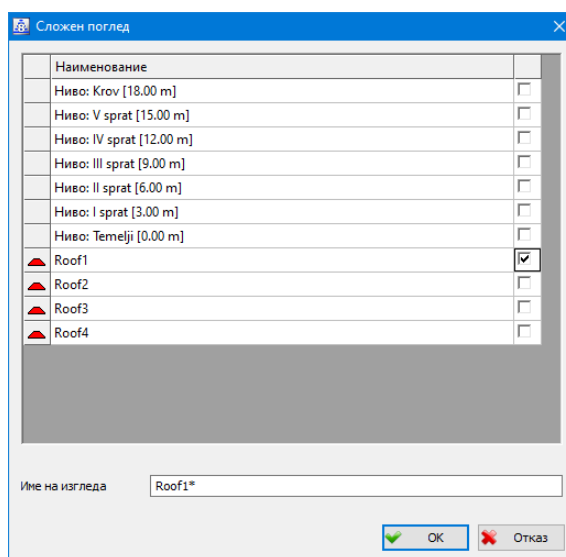 Сложен поглед
Наименование
Ниво: Krov [18.00 m]
Ниво: V sprat [15.00 m]
Ниво: IV sprat [12.00 m]
Ниво: III sprat [9.00 m]
Ниво: II sprat [6.00 m]
Ниво: I sprat [3.00 m]
Ниво: Temelji [0.00 m]
Roof1
Roof2
Roof3
Roof4
Име на изгледа Roof1*
OK Отказ